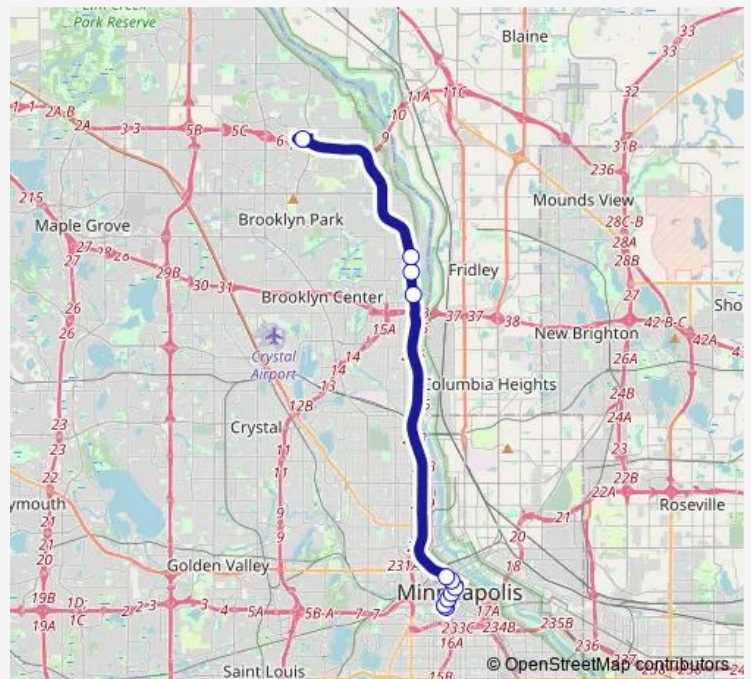 Park Reserve
Blaine
33
33
32
1
1
2A-B
11A
11C
10
2A
3-3
5B
5C
6
9
31B
236
215
Mounds View
Maple Grove
Brooklyn Park
28C-B
28A
28B
27
27
29B
30
31
Fridley
27
Brooklyn Center
Sho
26
26
15A
37
37
38
New Brighton
42 B-C
42A
Crystal
Airport
14
14
13
26A
Columbia Heights
24B
24A
12B
Crystal
23
23
11
11
23
22B
22A
22
21
21
20
ymouth
9
9
21
20
Roseville
18
Golden Valley
231A
19B
19A
1D-
1C
2
2
3
4
5A
5B-A
7
7
Minneapolis
17A
233C
234B
235B
16A
236
237
Saint Louis
15B
© OpenStreetMap contributors